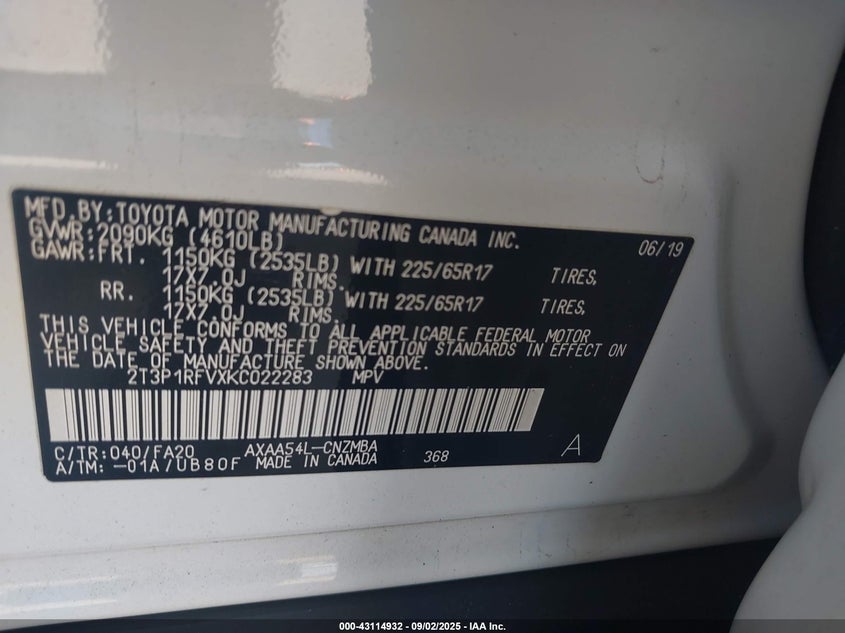 MFD.BY:TOYOTA MOTOR MANUFACTURING CANADA INC. 06/19
GVWR:2090KG (4610LB)
GAWR:FRT. 1150KG (2535LB) WITH 225/65R17 TIRES,
17X7.0J RIMS.
RR. 1150KG (2535LB) WITH 225/65R17 TIRES,
17X7.0J RIMS.
THIS VEHICLE CONFORMS TO ALL APPLICABLE FEDERAL MOTOR
VEHICLE SAFETY AND THEFT PREVENTION STANDARDS IN EFFECT ON
THE DATE OF MANUFACTURE SHOWN ABOVE.
2T3P1RFVXKC022283 MPV
C/TR:040/FA20 AXAA54L-CNZMBA
A/TM: -01A/UB80F MADE IN CANADA 368 A
000-43114932 - 09/02/2025 - IAA Inc.